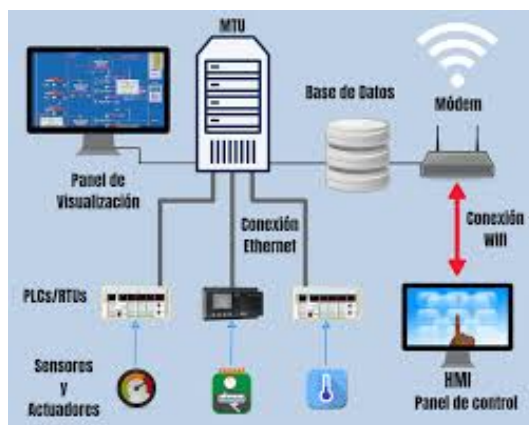 MTU
Base de Datos
Módem
Panel de
Visualización
Conexión
Ethernet
Conexión
Wifi
PLCs/RTUs
Sensores
y
Actuadores
HMI
Panel de control